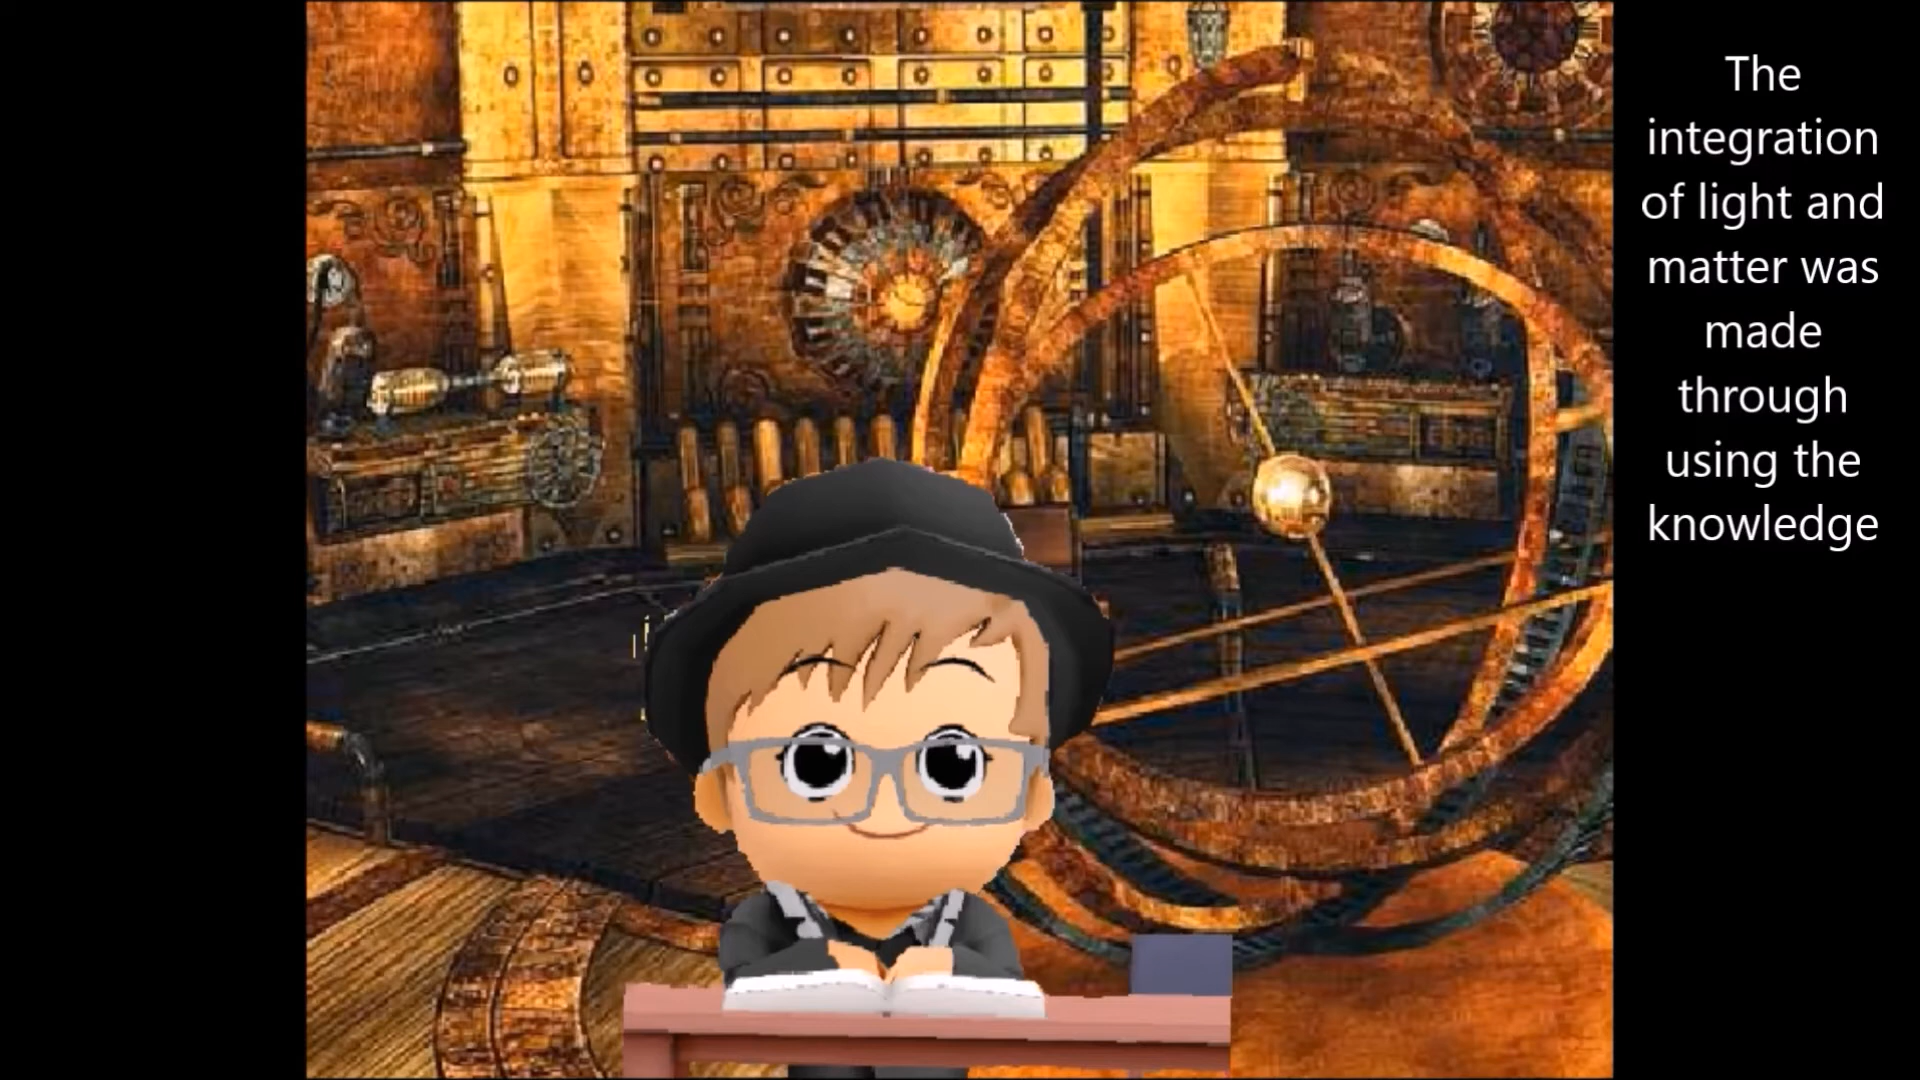 The
integration
of light and
matter was
made
through
using the
knowledge